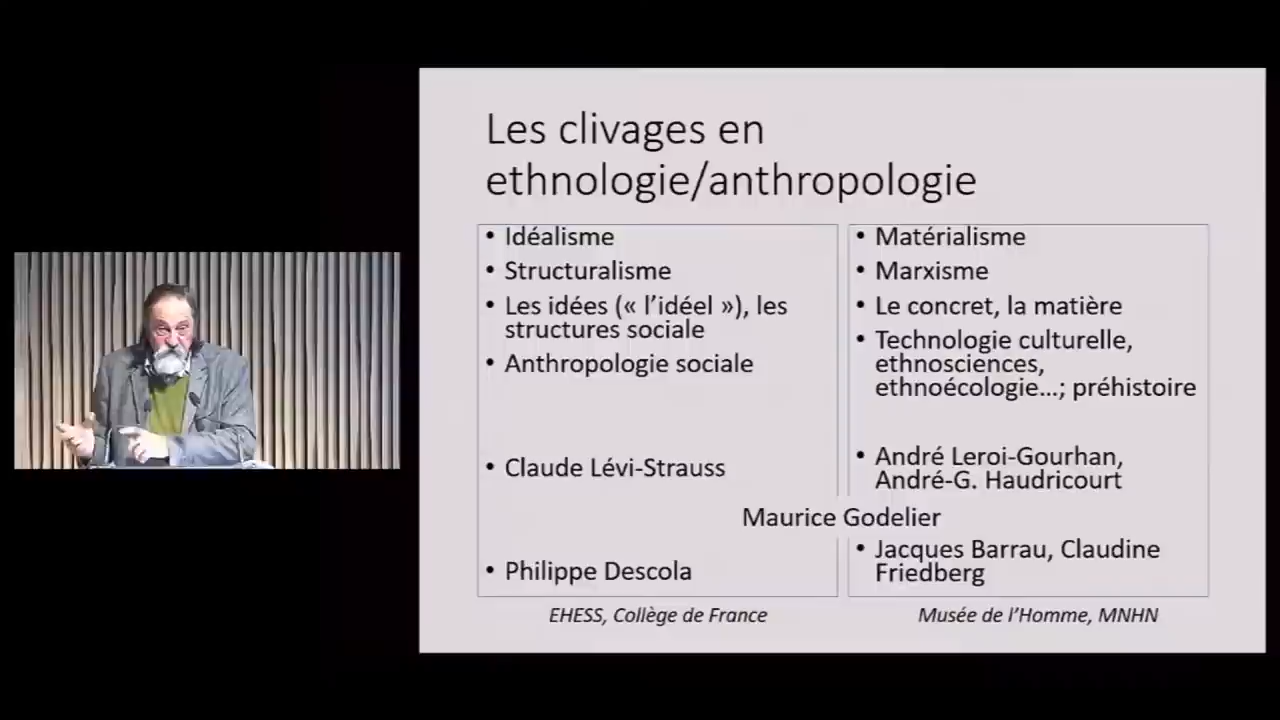 Les clivages en
ethnologie/anthropologie
• Idéalisme
• Structuralisme
• Les idées (« l’idéel »), les
structures sociale
• Anthropologie sociale
• Claude Lévi-Strauss
• Philippe Descola
• Matérialisme
• Marxisme
• Le concret, la matière
• Technologie culturelle,
ethnosciences,
ethnoécologie…; préhistoire
• André Leroi-Gourhan,
André-G. Haudricourt
Maurice Godelier
• Jacques Barrau, Claudine
Friedberg
EHESS, Collège de France
Musée de l’Homme, MNHN